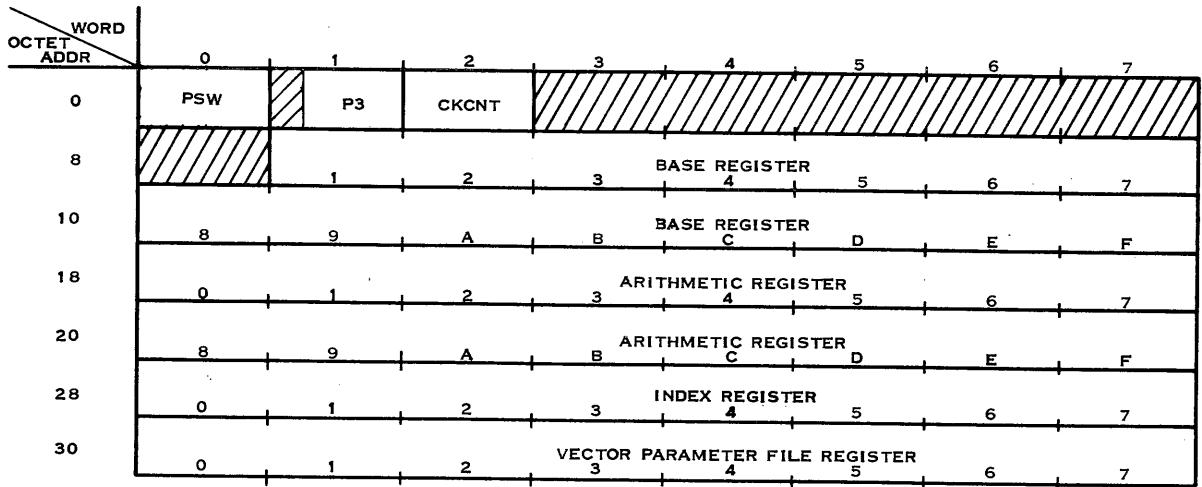 WORD
OCTET
ADDR
0 1 2 3 4 5 6 7
0 PSW P3 CKCNT
8 BASE REGISTER
1 2 3 4 5 6 7
10 BASE REGISTER
8 9 A B C D E F
18 ARITHMETIC REGISTER
0 1 2 3 4 5 6 7
20 ARITHMETIC REGISTER
8 9 A B C D E F
28 INDEX REGISTER
0 1 2 3 4 5 6 7
30 VECTOR PARAMETER FILE REGISTER
0 1 2 3 4 5 6 7